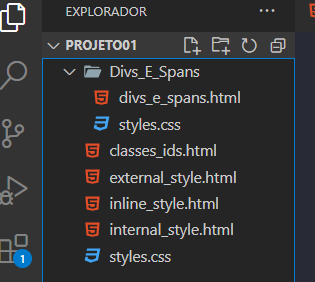 EXPLORADOR
PROJETO01
Divs_E_Spans
divs_e_spans.html
styles.css
classes_ids.html
external_style.html
inline_style.html
internal_style.html
styles.css
1